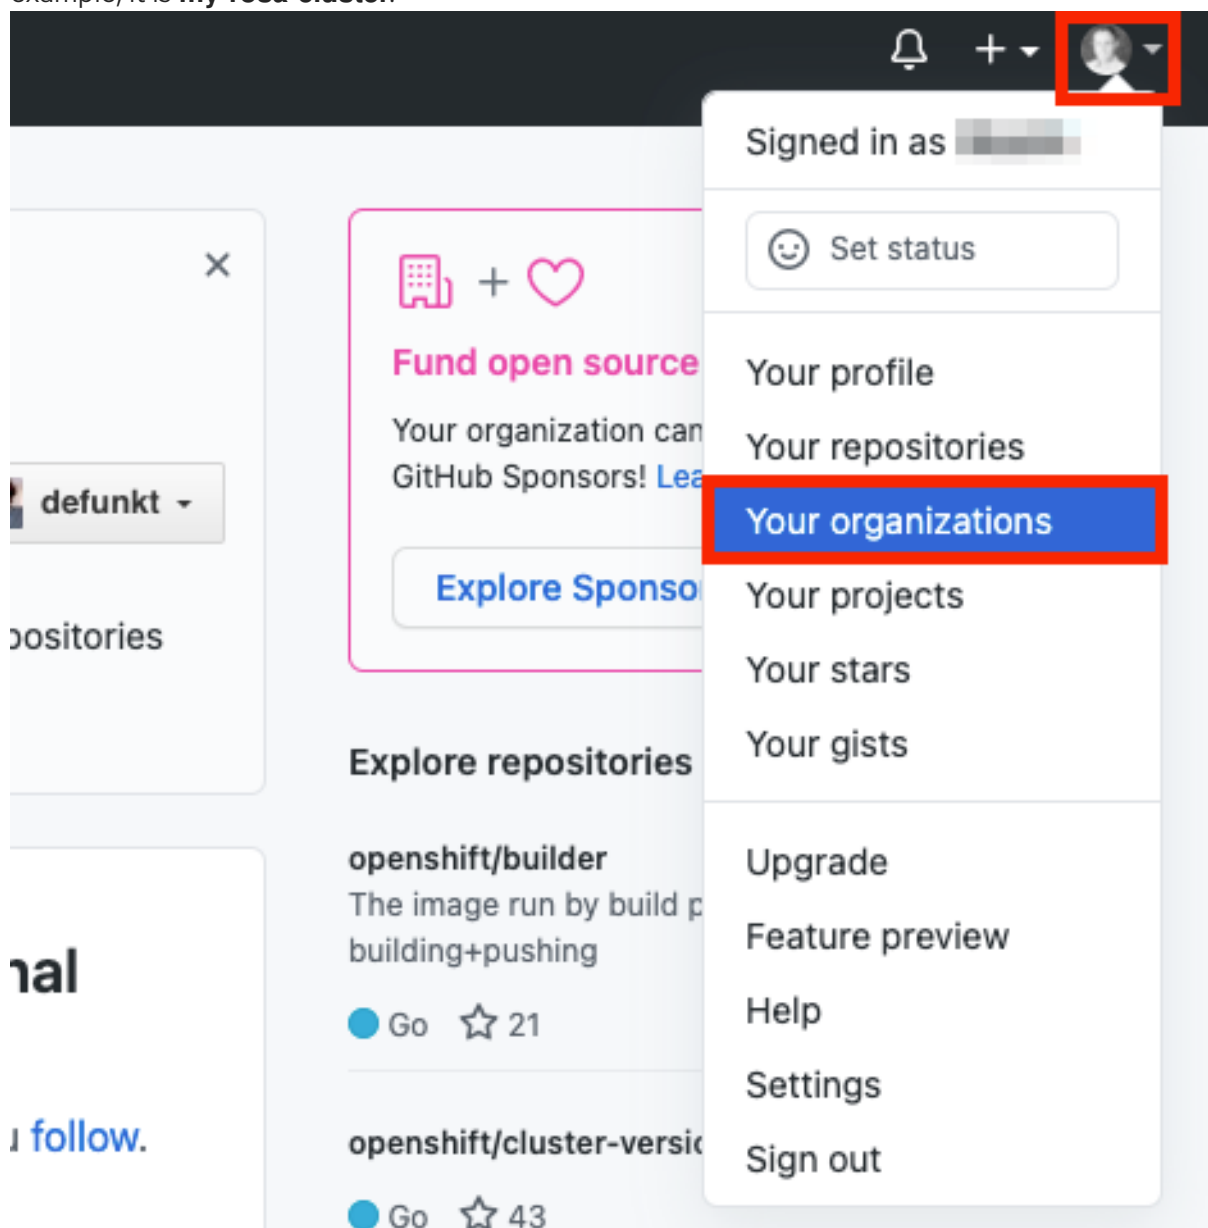 Signed in as
Set status
Fund open source
Your organization can
GitHub Sponsors! Lea
Explore Sponso
defunkt
positories
Explore repositories
openshift/builder
The image run by build p
building+pushing
Go 21
nal
follow.
openshift/cluster-versio
Go 43
Your profile
Your repositories
Your organizations
Your projects
Your stars
Your gists
Upgrade
Feature preview
Help
Settings
Sign out